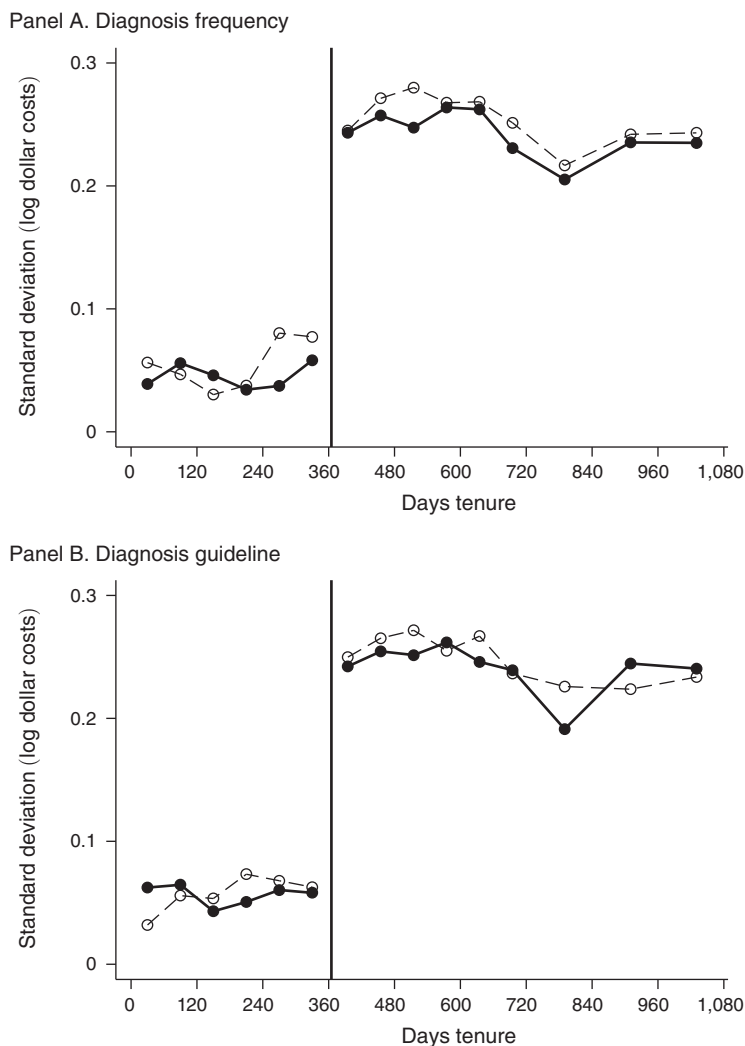 Panel A. Diagnosis frequency
Standard deviation (log dollar costs)
0.3
0.2
0.1
0
0 120 240 360 480 600 720 840 960 1,080
Days tenure
Panel B. Diagnosis guideline
Standard deviation (log dollar costs)
0.3
0.2
0.1
0
0 120 240 360 480 600 720 840 960 1,080
Days tenure